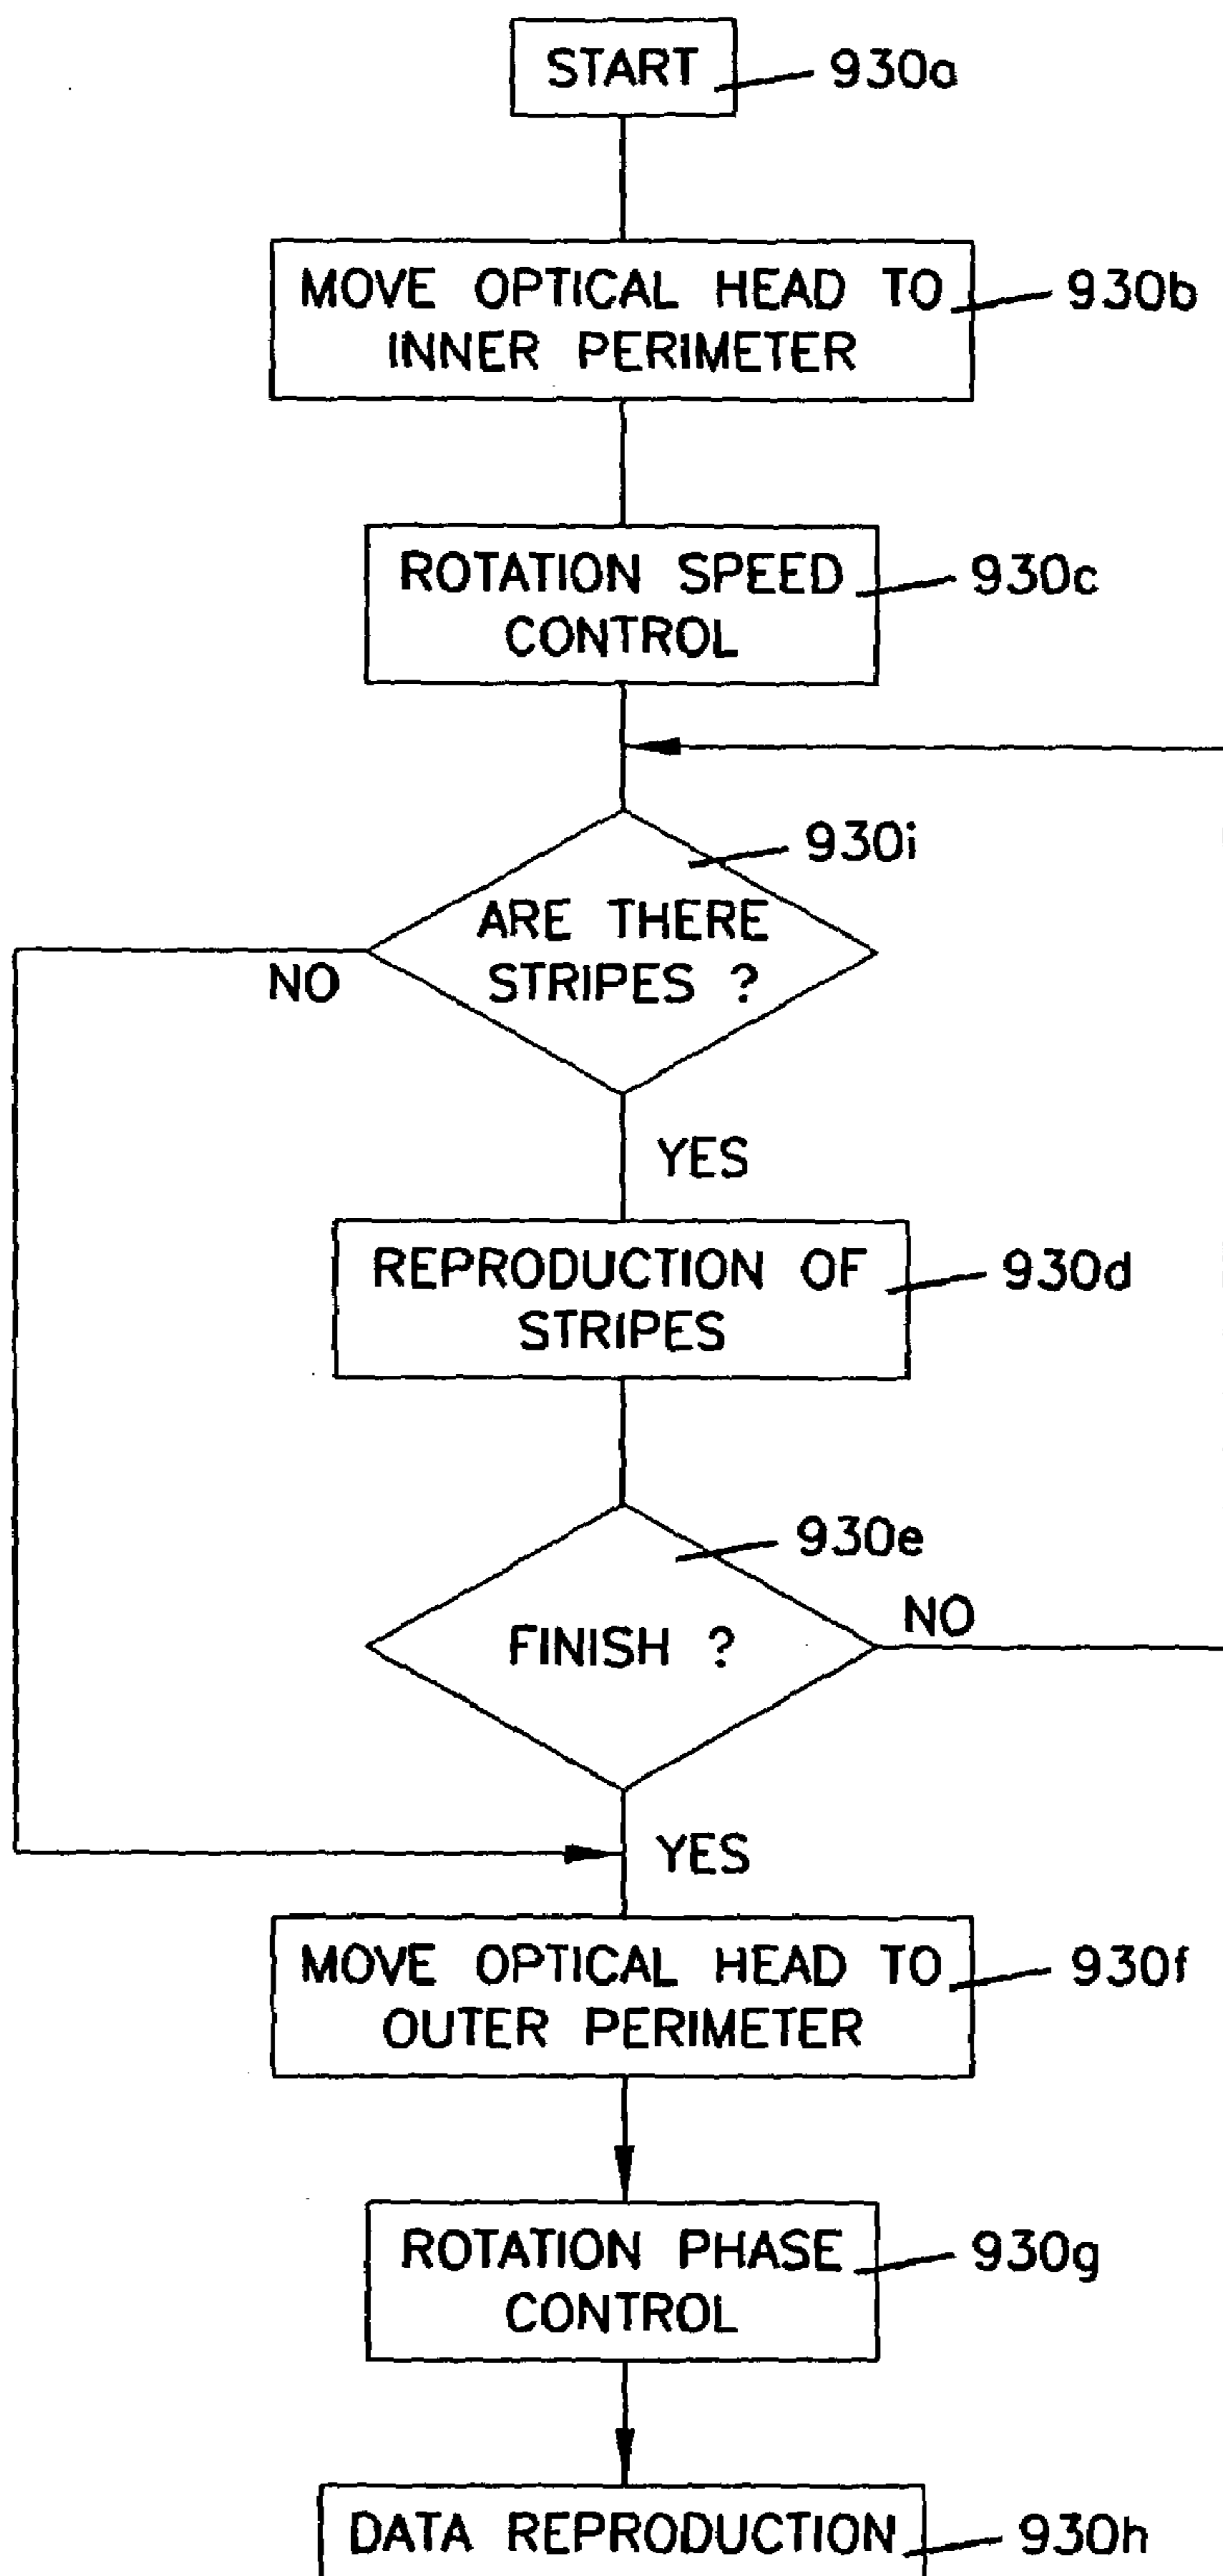 START
930a
MOVE OPTICAL HEAD TO
INNER PERIMETER
930b
ROTATION SPEED
CONTROL
930c
930i
ARE THERE
STRIPES ?
NO
YES
REPRODUCTION OF
STRIPES
930d
930e
FINISH ?
NO
YES
MOVE OPTICAL HEAD TO
OUTER PERIMETER
930f
ROTATION PHASE
CONTROL
930g
DATA REPRODUCTION
930h